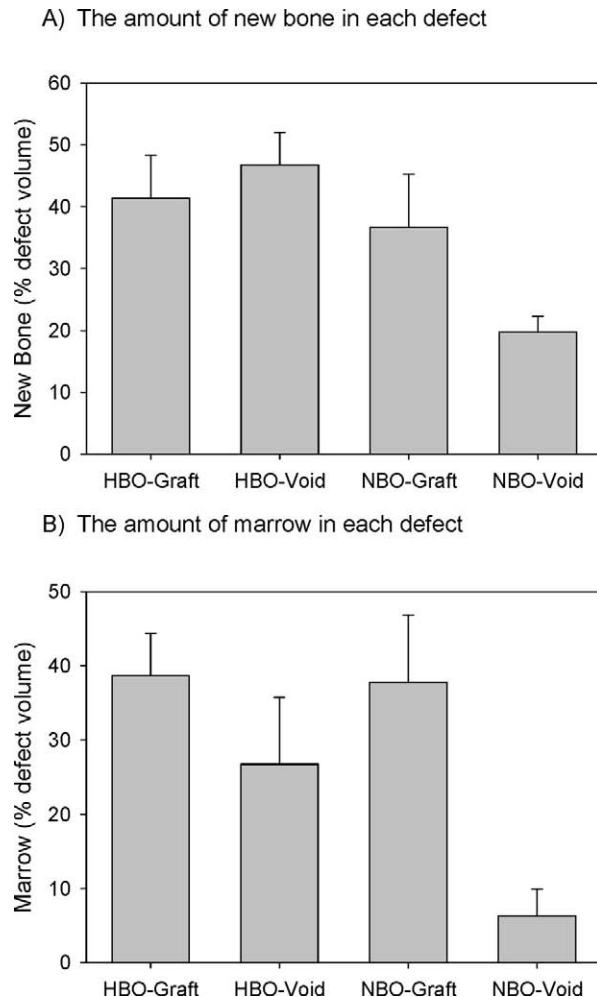 A) The amount of new bone in each defect
60
50
40
30
20
10
0
New Bone (% defect volume)
HBO-Graft HBO-Void NBO-Graft NBO-Void
B) The amount of marrow in each defect
50
40
30
20
10
0
Marrow (% defect volume)
HBO-Graft HBO-Void NBO-Graft NBO-Void